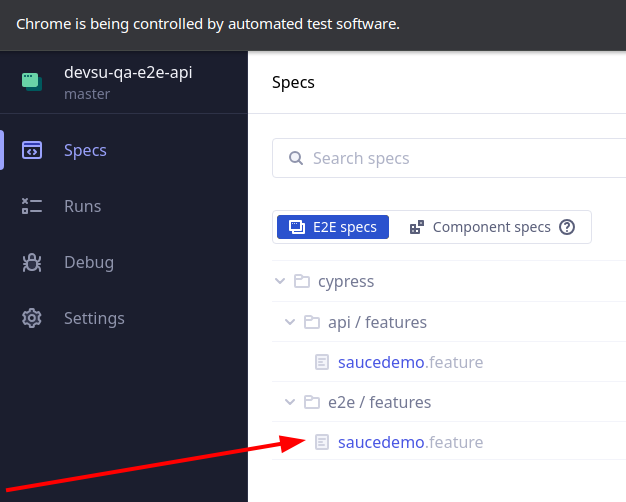 Chrome is being controlled by automated test software.
devsu-qa-e2e-api
master
Specs
Runs
Debug
Settings
Specs
Search specs
E2E specs Component specs ?
cypress
api / features
saucedemo.feature
e2e / features
saucedemo.feature